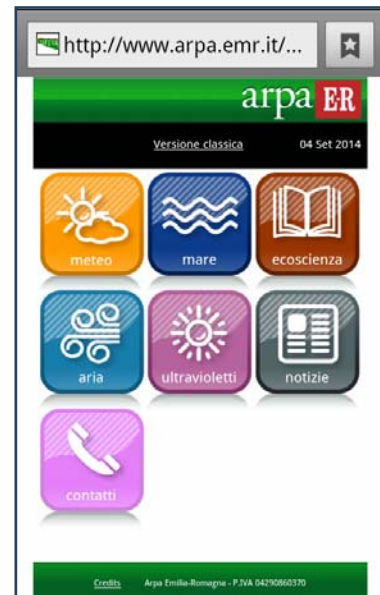 http://www.arpa.emr.it/...
arpa E-R
Versione classica 04 Set 2014
meteo mare ecoscienza
aria ultravioletti notizie
contatti
Credits Arpa Emilia-Romagna - P.IVA 04290860370